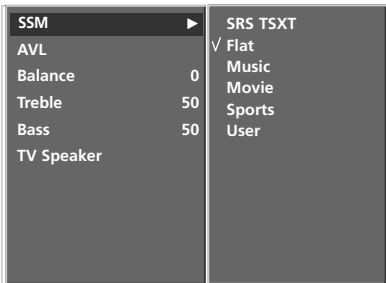 SSM ▶
AVL
Balance 0
Treble 50
Bass 50
TV Speaker
SRS TSXT
√ Flat
Music
Movie
Sports
User